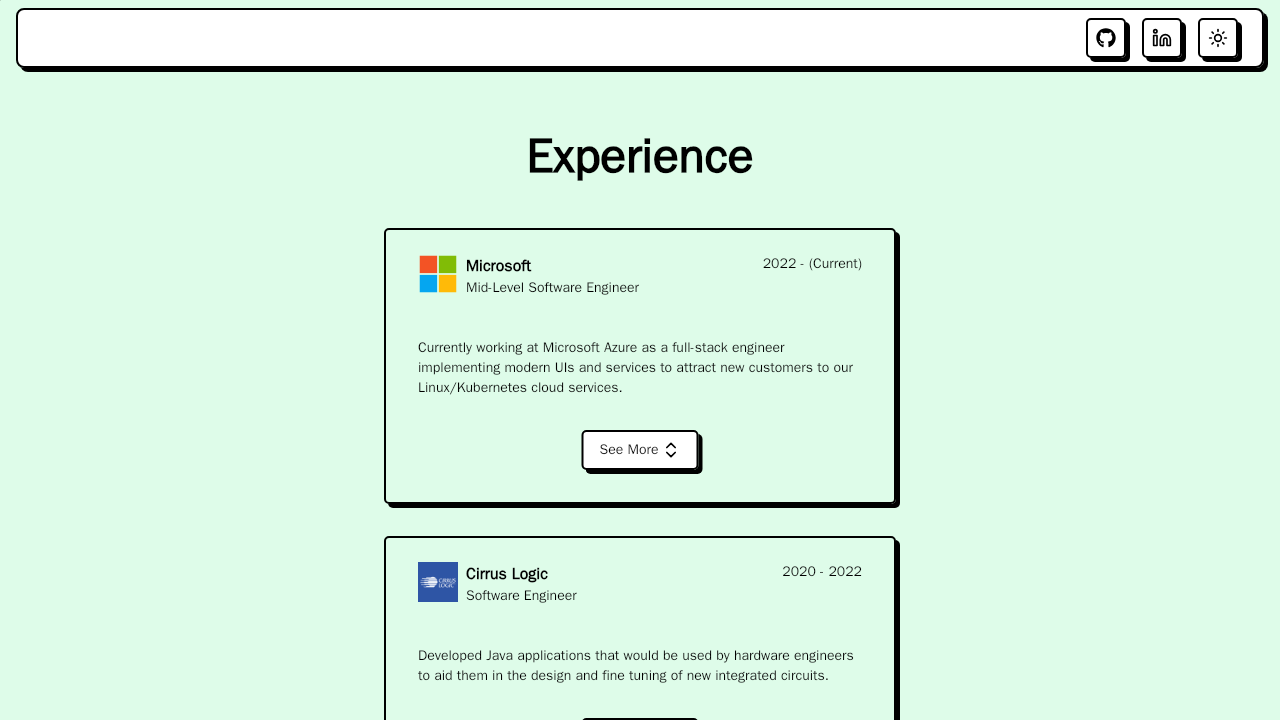 Experience
Microsoft
2022 - (Current)
Mid-Level Software Engineer
Currently working at Microsoft Azure as a full-stack engineer
implementing modern UIs and services to attract new customers to our
Linux/Kubernetes cloud services.
See More
CIRRUS
LOGIC
Cirrus Logic
2020 - 2022
Software Engineer
Developed Java applications that would be used by hardware engineers
to aid them in the design and fine tuning of new integrated circuits.